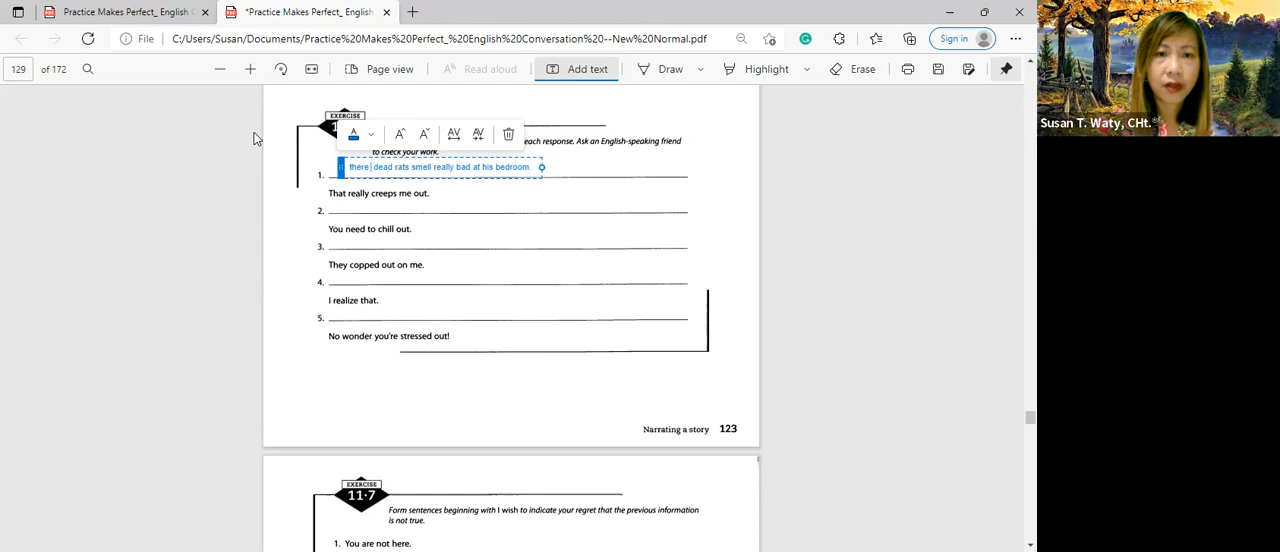 Practice Makes Perfect_ English C
*Practice Makes Perfect_ English
File
C:/Users/Susan/Documents/Practice%20Makes%20Perfect_%20English%20Conversation%20--New%20Normal.pdf
Sign in
129 of 172
Page view
Read aloud
Add text
Draw
Highlight
Erase
Susan T. Waty, CHt.®
EXERCISE
each response. Ask an English-speaking friend
to check your work.
1. there dead rats smell really bad at his bedroom.
That really creeps me out.
2.
You need to chill out.
3.
They copped out on me.
4.
I realize that.
5.
No wonder you're stressed out!
Narrating a story 123
EXERCISE
11·7
Form sentences beginning with I wish to indicate your regret that the previous information
is not true.
1. You are not here.